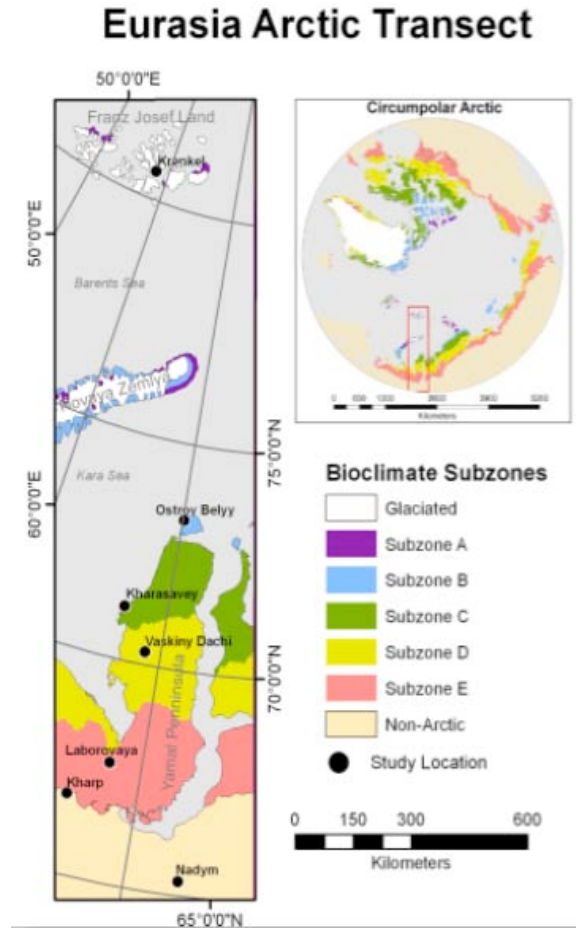 Eurasia Arctic Transect
50°0'0"E
Franz Josef Land
Krenkel
50°0'0"E
Barents Sea
Novaya Zemlya
75°0'0"N
Kara Sea
60°0'0"E
Ostrov Belyy
Kharasavey
Vaskiny Dachi
70°0'0"N
Yamal Penninsula
Laborovaya
Kharp
Nadym
65°0'0"N
Circumpolar Arctic
Kilometers
Bioclimate Subzones
Glaciated
Subzone A
Subzone B
Subzone C
Subzone D
Subzone E
Non-Arctic
Study Location
0 150 300 600
Kilometers